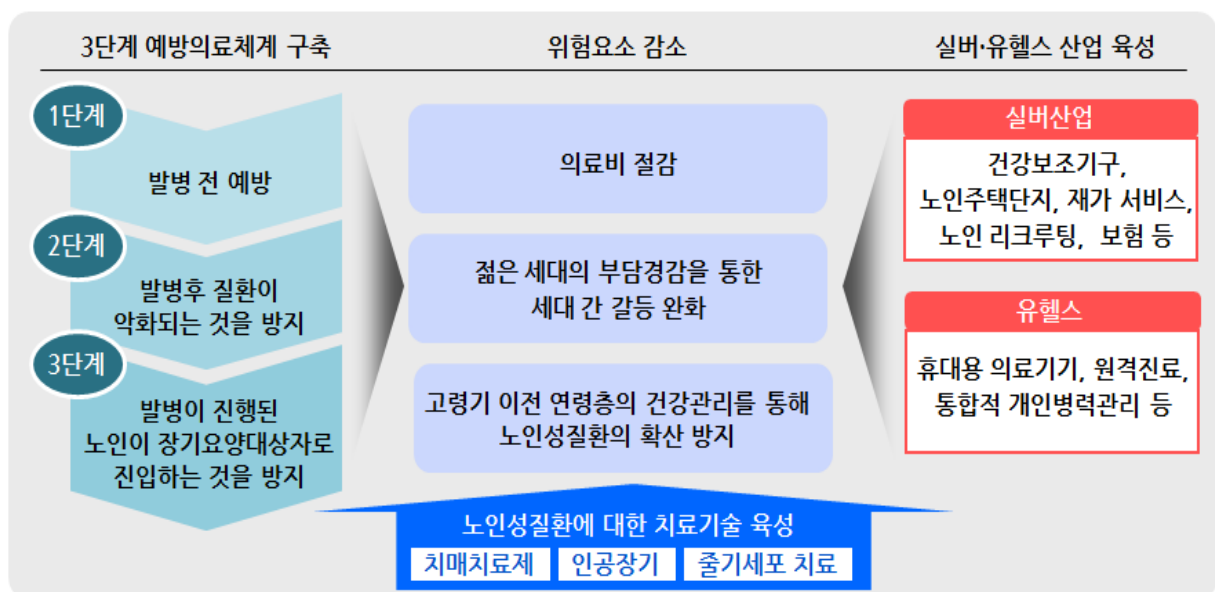 3단계 예방의료체계 구축
1단계
발병 전 예방
2단계
발병후 질환이
악화되는 것을 방지
3단계
발병이 진행된
노인이 장기요양대상자로
진입하는 것을 방지
위험요소 감소
의료비 절감
젊은 세대의 부담경감을 통한
세대 간 갈등 완화
고령기 이전 연령층의 건강관리를 통해
노인성질환의 확산 방지
실버·유헬스 산업 육성
실버산업
건강보조기구,
노인주택단지, 재가 서비스,
노인 리크루팅, 보험 등
유헬스
휴대용 의료기기, 원격진료,
통합적 개인병력관리 등
노인성질환에 대한 치료기술 육성
치매치료제
인공장기
줄기세포 치료